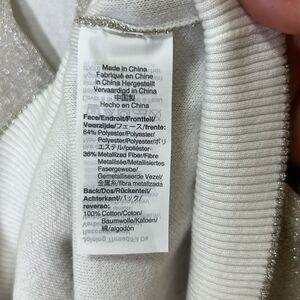 Made in China
Fabriqué en Chine
in China Hergestellt
Vervaardigd in China
中国製
Hecho en China
Face/Endroit/Frontteil/
Voorzijde/フェース/frente:
64% Polyester/Polyester/
Polyester/Polyester/ポリ
エステル/poliéster
36% Metallized Fiber/Fibre
Métallisée/Metallisiertes
Fasergewebe/
Gemetalliseerde Vezel/
金属糸/fibra metalizada
Back/Dos/Rückenteil/
Achterkant/バック/
reverso:
100% Cotton/Coton/
Baumwolle/Katoen/
綿/algodón